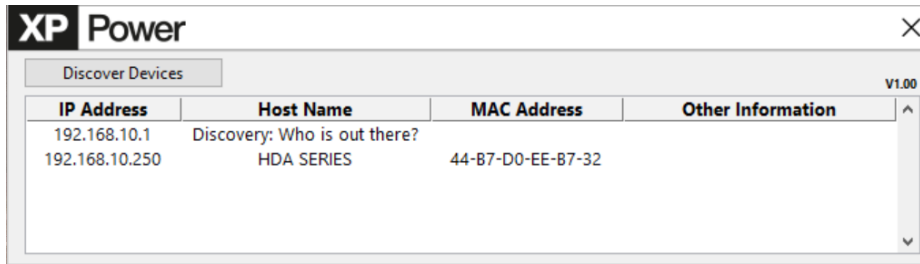 XP Power
Discover Devices
V1.00
IP Address Host Name MAC Address Other Information
192.168.10.1 Discovery: Who is out there?
192.168.10.250 HDA SERIES 44-B7-D0-EE-B7-32